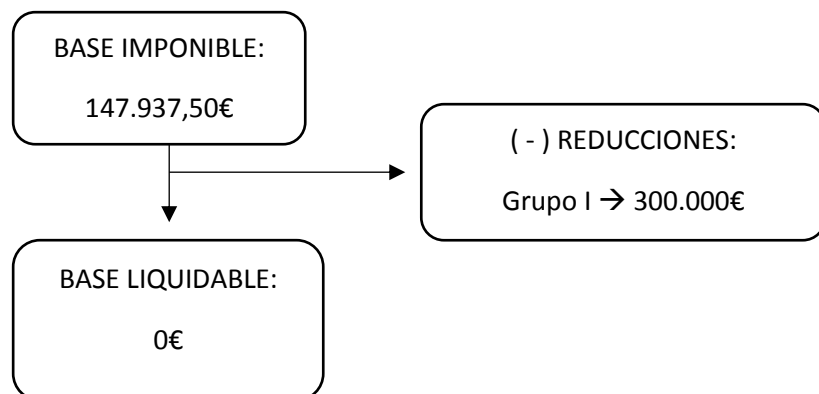 BASE IMPONIBLE:
147.937,50€
( - ) REDUCCIONES:
Grupo I → 300.000€
BASE LIQUIDABLE:
0€